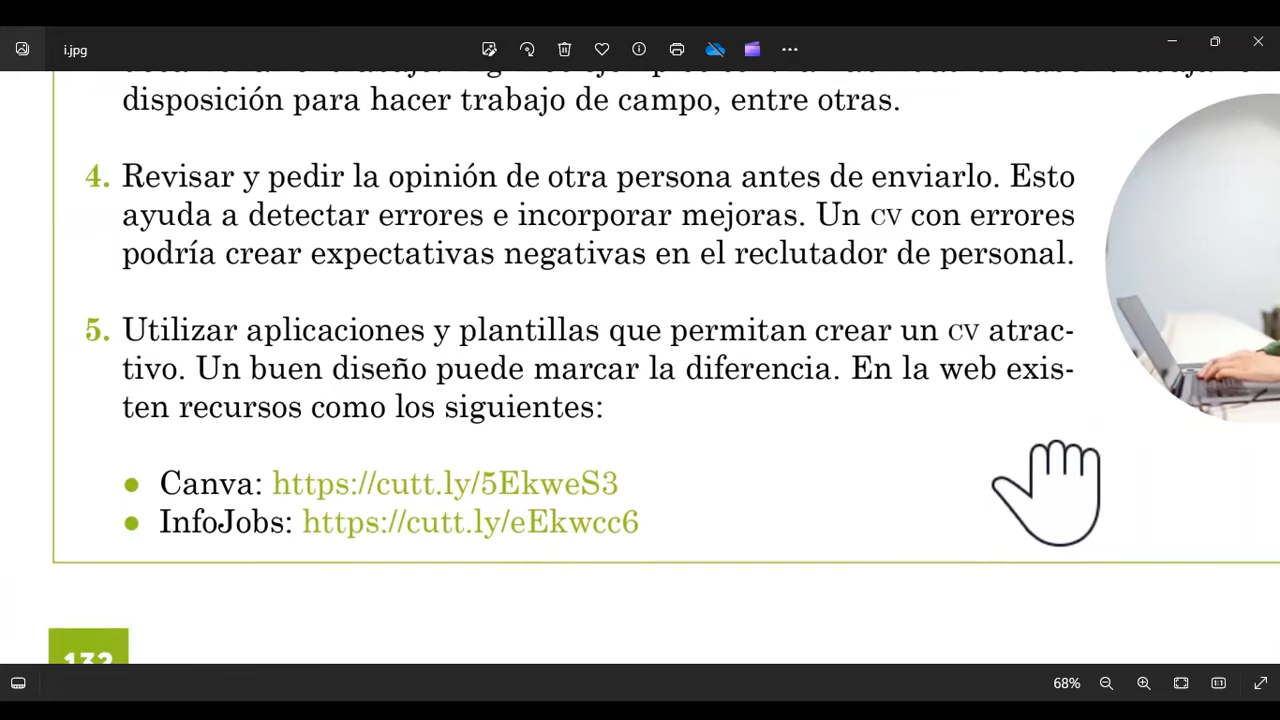 i.jpg
disposición para hacer trabajo de campo, entre otras.
4. Revisar y pedir la opinión de otra persona antes de enviarlo. Esto
ayuda a detectar errores e incorporar mejoras. Un CV con errores
podría crear expectativas negativas en el reclutador de personal.
5. Utilizar aplicaciones y plantillas que permitan crear un CV atrac-
tivo. Un buen diseño puede marcar la diferencia. En la web exis-
ten recursos como los siguientes:
• Canva: https://cutt.ly/5EkweS3
• InfoJobs: https://cutt.ly/eEkwcc6
132
68%